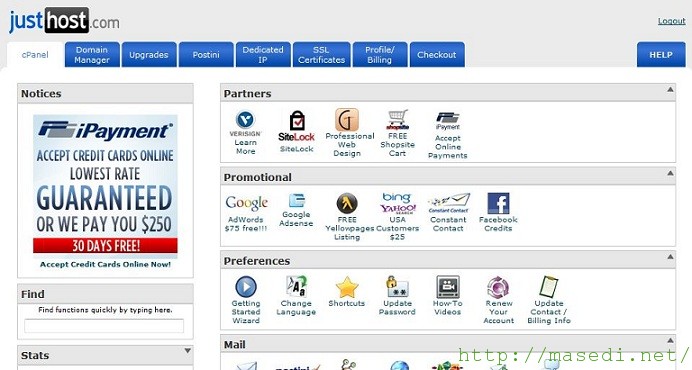 justhost.com
Logout
cPanel
Domain
Manager
Upgrades
Postini
Dedicated
IP
SSL
Certificates
Profile/
Billing
Checkout
HELP
Notices
iPayment®
ACCEPT CREDIT CARDS ONLINE
LOWEST RATE
GUARANTEED
OR WE PAY YOU $250
30 DAYS FREE!
Accept Credit Cards Online Now!
Find
Find functions quickly by typing here.
Stats
Partners
VERISIGN
Learn
More
SiteLock
SiteLock
Professional
Web
Design
shopsite
FREE
Shopsite
Cart
iPayment
Accept
Online
Payments
Promotional
Google
AdWords
$75 free!!!
Google
Adsense
FREE
Yellowpages
Listing
bing
YAHOO!
SEARCH
USA
Customers
$25
Constant Contact
Constant
Contact
Facebook
Credits
Preferences
Getting
Started
Wizard
Change
Language
Shortcuts
Update
Password
How-To
Videos
Renew
Your
Account
Update
Contact /
Billing Info
Mail
postini
http://masedi.net/